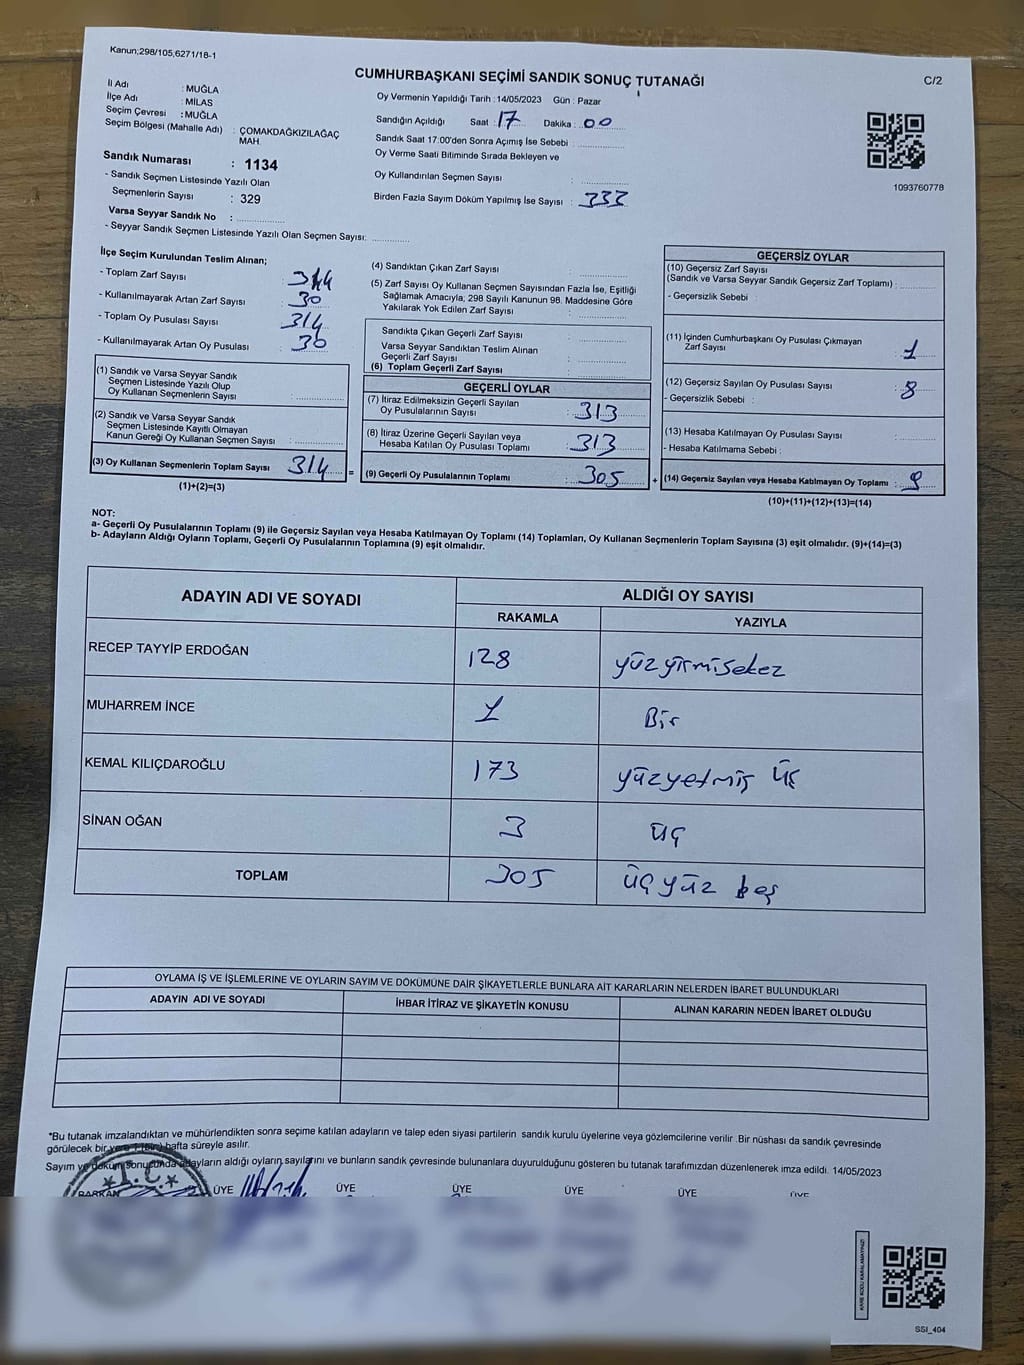 Kanun;298/105,6271/18-1
CUMHURBAŞKANI SEÇİMİ SANDIK SONUÇ TUTANAĞI
C/2
İl Adı : MUĞLA
İlçe Adı : MİLAS
Seçim Çevresi : MUĞLA
Seçim Bölgesi (Mahalle Adı) : ÇOMAKDAĞKIZILAĞAÇ MAH.
Sandık Numarası : 1134
- Sandık Seçmen Listesinde Yazılı Olan
Seçmenlerin Sayısı : 329
Varsa Seyyar Sandık No :
- Seyyar Sandık Seçmen Listesinde Yazılı Olan Seçmen Sayısı:
Oy Vermenin Yapıldığı Tarih : 14/05/2023 Gün : Pazar
Sandığın Açıldığı Saat : 17 Dakika : 00
Sandık Saat 17:00'den Sonra Açımış İse Sebebi :
Oy Verme Saati Bitiminde Sırada Bekleyen ve
Oy Kullandırılan Seçmen Sayısı :
Birden Fazla Sayım Döküm Yapılmış İse Sayısı : 333
1093760778
İlçe Seçim Kurulundan Teslim Alınan;
- Toplam Zarf Sayısı : 344
- Kullanılmayarak Artan Zarf Sayısı : 30
- Toplam Oy Pusulası Sayısı : 314
- Kullanılmayarak Artan Oy Pusulası : 30
(1) Sandık ve Varsa Seyyar Sandık
Seçmen Listesinde Yazılı Olup
Oy Kullanan Seçmenlerin Sayısı :
(2) Sandık ve Varsa Seyyar Sandık
Seçmen Listesinde Kayıtlı Olmayan
Kanun Gereği Oy Kullanan Seçmen Sayısı :
(3) Oy Kullanan Seçmenlerin Toplam Sayısı : 314 =
(1)+(2)=(3)
(4) Sandıktan Çıkan Zarf Sayısı :
(5) Zarf Sayısı Oy Kullanan Seçmen Sayısından Fazla İse, Eşitliği
Sağlamak Amacıyla; 298 Sayılı Kanunun 98. Maddesine Göre
Yakılarak Yok Edilen Zarf Sayısı :
Sandıkta Çıkan Geçerli Zarf Sayısı :
Varsa Seyyar Sandıktan Teslim Alınan
Geçerli Zarf Sayısı :
(6) Toplam Geçerli Zarf Sayısı :
GEÇERLİ OYLAR
(7) İtiraz Edilmeksizin Geçerli Sayılan
Oy Pusulalarının Sayısı : 313
(8) İtiraz Üzerine Geçerli Sayılan veya
Hesaba Katılan Oy Pusulası Toplamı : 313
(9) Geçerli Oy Pusulalarının Toplamı : 305 +
GEÇERSİZ OYLAR
(10) Geçersiz Zarf Sayısı
(Sandık ve Varsa Seyyar Sandık Geçersiz Zarf Toplamı) :
- Geçersizlik Sebebi :
(11) İçinden Cumhurbaşkanı Oy Pusulası Çıkmayan
Zarf Sayısı : 1
(12) Geçersiz Sayılan Oy Pusulası Sayısı : 8
- Geçersizlik Sebebi :
(13) Hesaba Katılmayan Oy Pusulası Sayısı :
- Hesaba Katılmama Sebebi :
(14) Geçersiz Sayılan veya Hesaba Katılmayan Oy Toplamı : 9
(10)+(11)+(12)+(13)=(14)
NOT:
a- Geçerli Oy Pusulalarının Toplamı (9) ile Geçersiz Sayılan veya Hesaba Katılmayan Oy Toplamı (14) Toplamları, Oy Kullanan Seçmenlerin Toplam Sayısına (3) eşit olmalıdır. (9)+(14)=(3)
b- Adayların Aldığı Oyların Toplamı, Geçerli Oy Pusulalarının Toplamına (9) eşit olmalıdır.
ADAYIN ADI VE SOYADI ALDIĞI OY SAYISI
RAKAMLA YAZIYLA
RECEP TAYYİP ERDOĞAN 128 yüzyirmisekez
MUHARREM İNCE 1 Bir
KEMAL KILIÇDAROĞLU 173 yüzyetmiş üç
SİNAN OĞAN 3 üç
TOPLAM 305 üçyüz beş
OYLAMA İŞ VE İŞLEMLERİNE VE OYLARIN SAYIM VE DÖKÜMÜNE DAİR ŞİKAYETLERLE BUNLARA AİT KARARLARIN NELERDEN İBARET BULUNDUKLARI
ADAYIN ADI VE SOYADI İHBAR İTİRAZ VE ŞİKAYETİN KONUSU ALINAN KARARIN NEDEN İBARET OLDUĞU
*Bu tutanak imzalandıktan ve mühürlendikten sonra seçime katılan adayların ve talep eden siyasi partilerin sandık kurulu üyelerine veya gözlemcilerine verilir. Bir nüshası da sandık çevresinde
görülecek bir yere 1 (bir) hafta süreyle asılır.
Sayım ve döküm sonucunda adayların aldığı oyların sayılarını ve bunların sandık çevresinde bulunanlara duyurulduğunu gösteren bu tutanak tarafımızdan düzenlenerek imza edildi. 14/05/2023
BAŞKAN ÜYE ÜYE ÜYE ÜYE ÜYE ÜYE
T.C.
KARE KODU KARALAMAYINIZ!
SSI_404